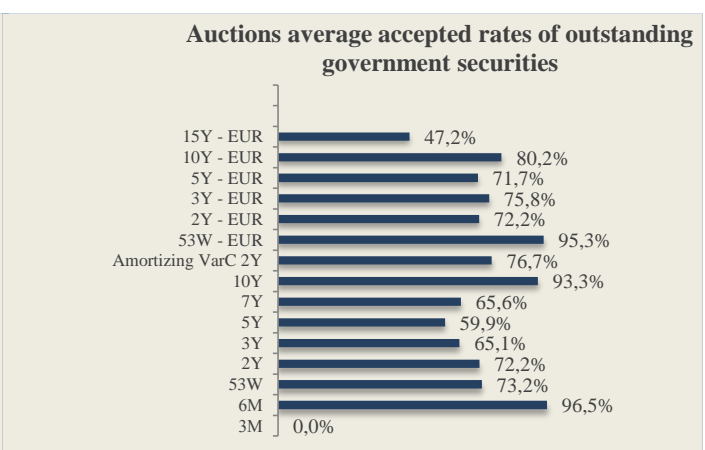 Auctions average accepted rates of outstanding
government securities
15Y - EUR 47,2%
10Y - EUR 80,2%
5Y - EUR 71,7%
3Y - EUR 75,8%
2Y - EUR 72,2%
53W - EUR 95,3%
Amortizing VarC 2Y 76,7%
10Y 93,3%
7Y 65,6%
5Y 59,9%
3Y 65,1%
2Y 72,2%
53W 73,2%
6M 96,5%
3M 0,0%